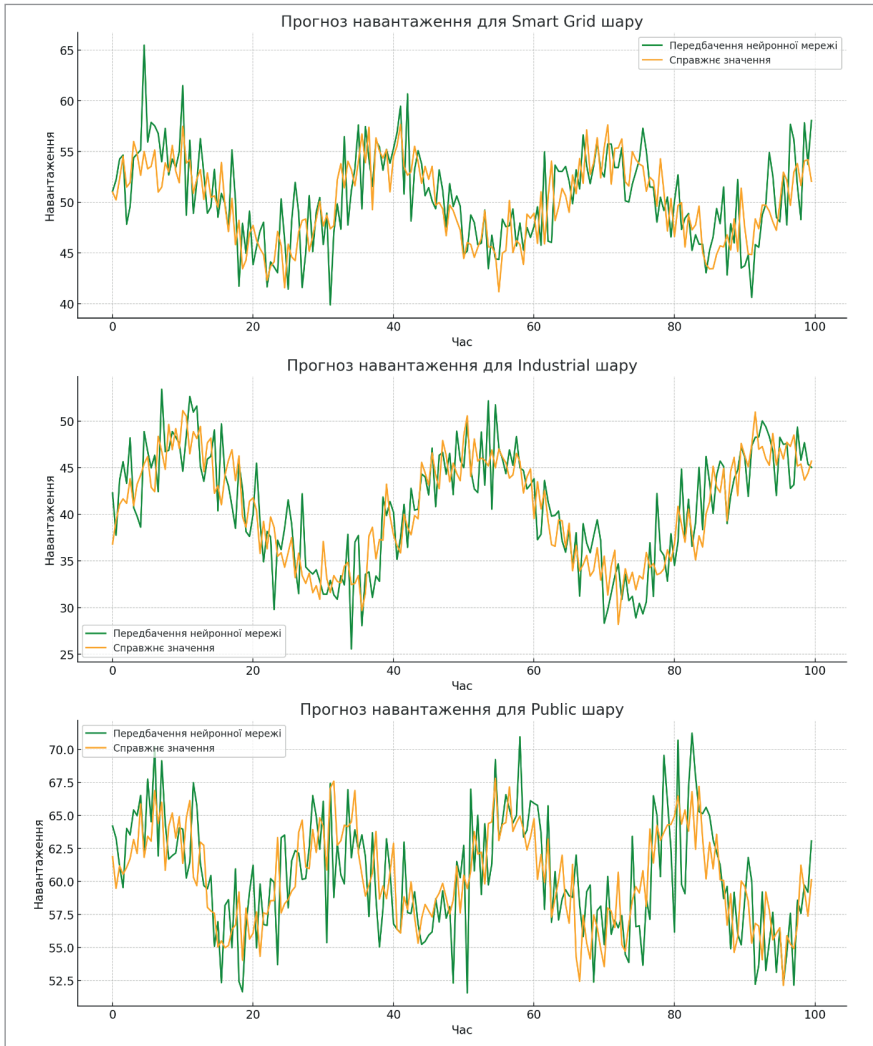 Прогноз навантаження для Smart Grid шару
Передбачення нейронної мережі
Справжнє значення
Навантаження
65
60
55
50
45
40
0 20 40 60 80 100
Час
Прогноз навантаження для Industrial шару
Навантаження
50
45
40
35
30
25
Передбачення нейронної мережі
Справжнє значення
0 20 40 60 80 100
Час
Прогноз навантаження для Public шару
Передбачення нейронної мережі
Справжнє значення
Навантаження
70.0
67.5
65.0
62.5
60.0
57.5
55.0
52.5
0 20 40 60 80 100
Час